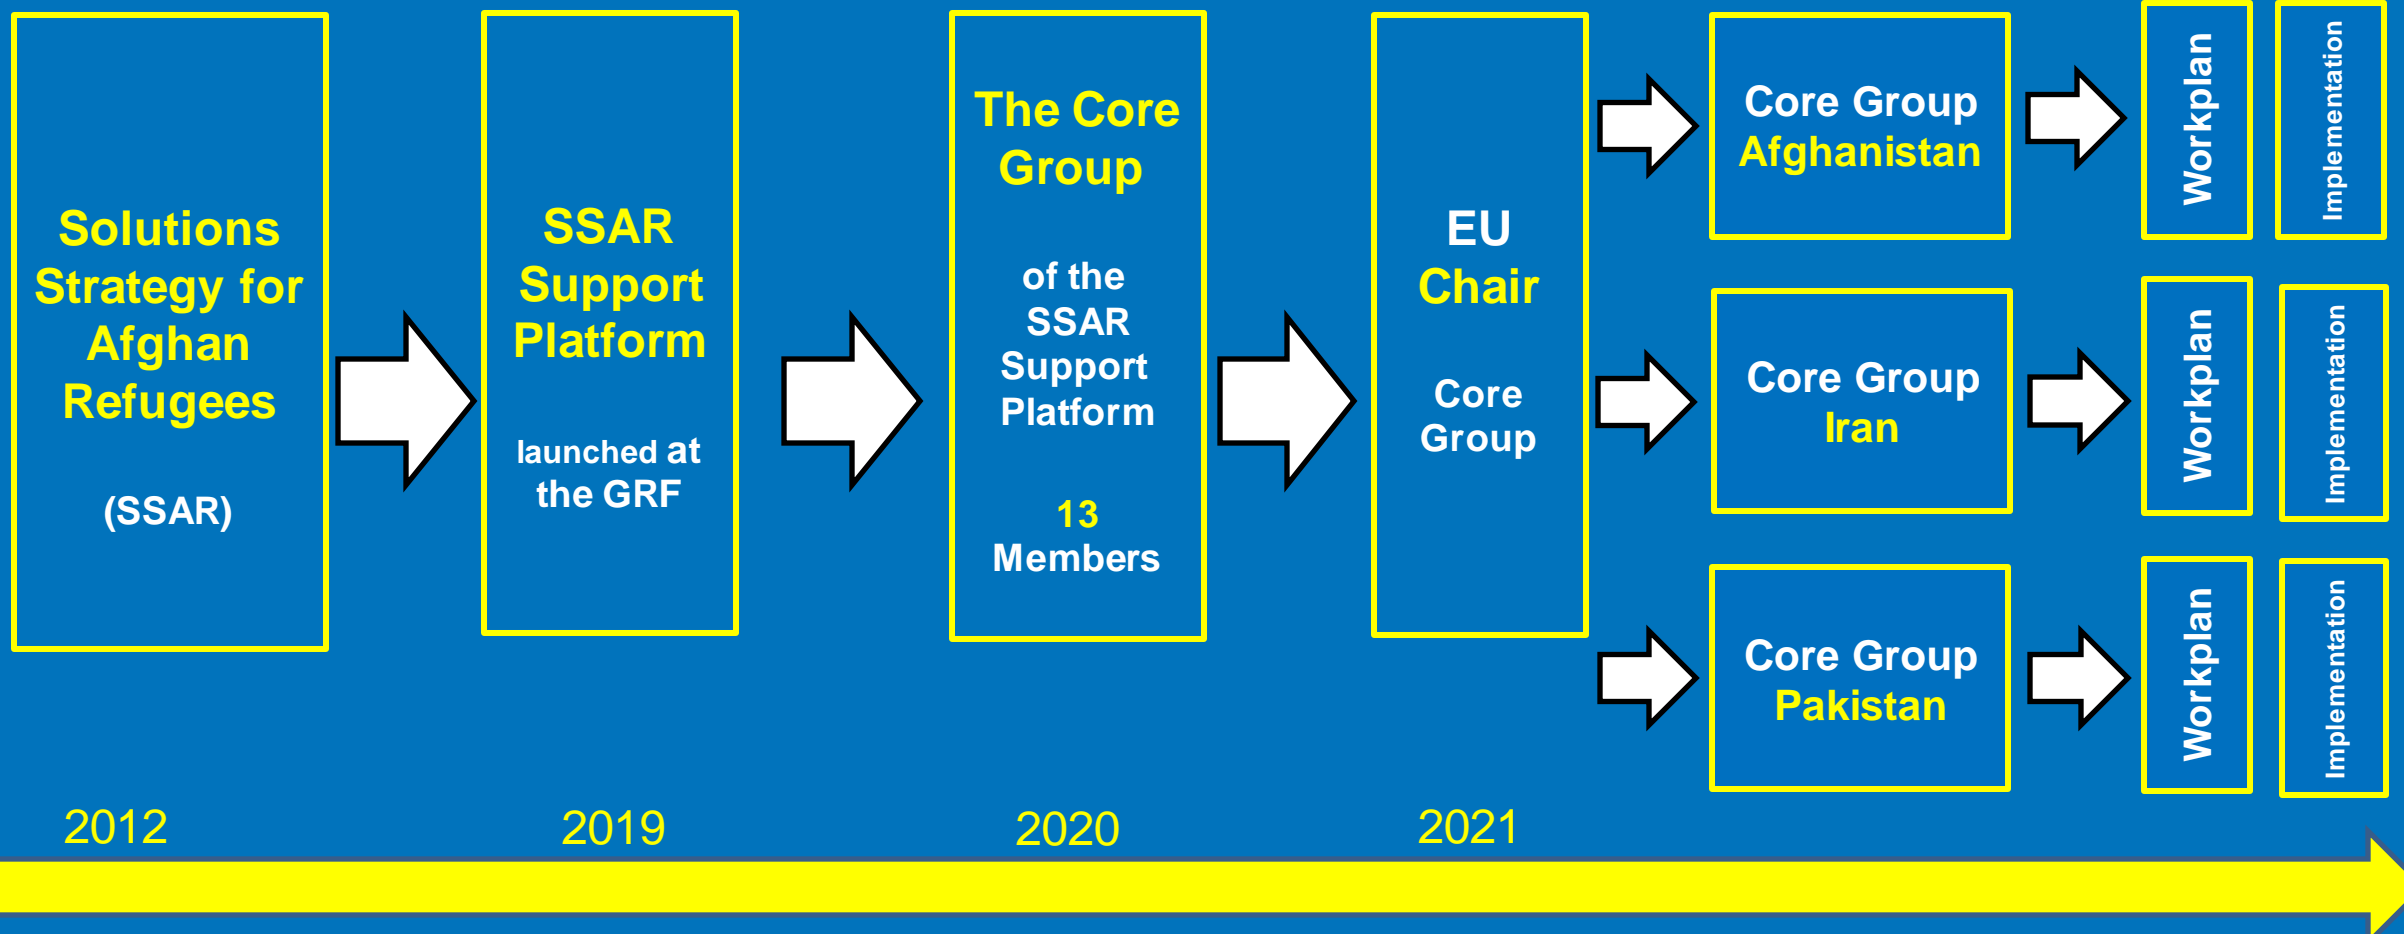 Solutions
Strategy for
Afghan
Refugees
(SSAR)
SSAR
Support
Platform
launched at
the GRF
The Core
Group
of the
SSAR
Support
Platform
13
Members
EU
Chair
Core
Group
Core Group
Afghanistan
Workplan
Implementation
Core Group
Iran
Workplan
Implementation
Core Group
Pakistan
Workplan
Implementation
2012
2019
2020
2021